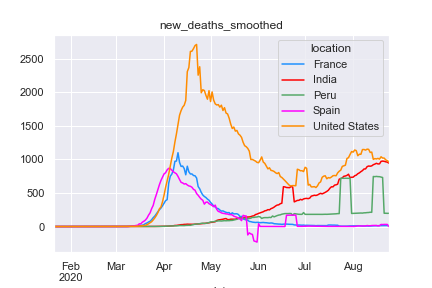 new_deaths_smoothed
location
France
India
Peru
Spain
United States
2500
2000
1500
1000
500
0
Feb Mar Apr May Jun Jul Aug
2020